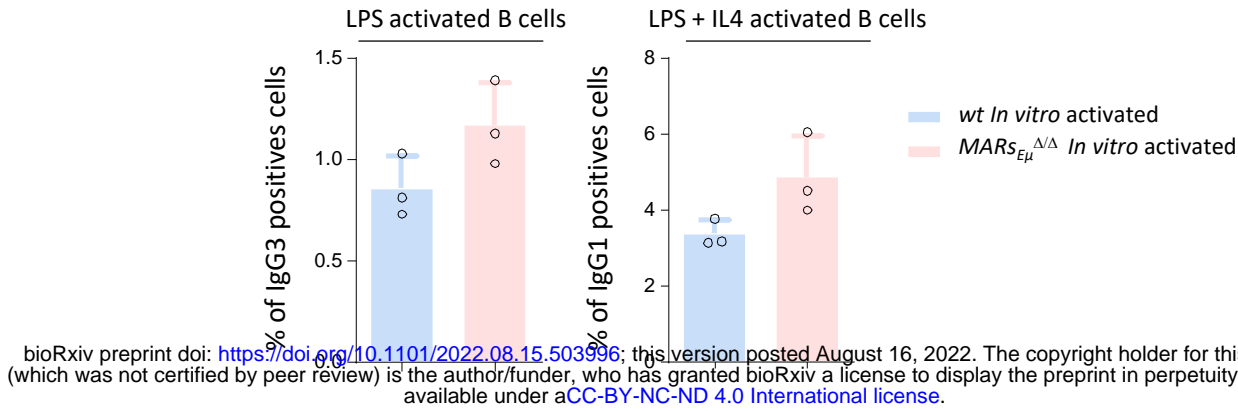 LPS activated B cells
LPS + IL4 activated B cells
% of IgG3 positives cells
1.5
1.0
0.5
0.0
% of IgG1 positives cells
8
6
4
2
0
wt In vitro activated
MARsEμΔ/Δ In vitro activated
bioRxiv preprint doi: https://doi.org/10.1101/2022.08.15.503996; this version posted August 16, 2022. The copyright holder for thi
(which was not certified by peer review) is the author/funder, who has granted bioRxiv a license to display the preprint in perpetuity
available under aCC-BY-NC-ND 4.0 International license.